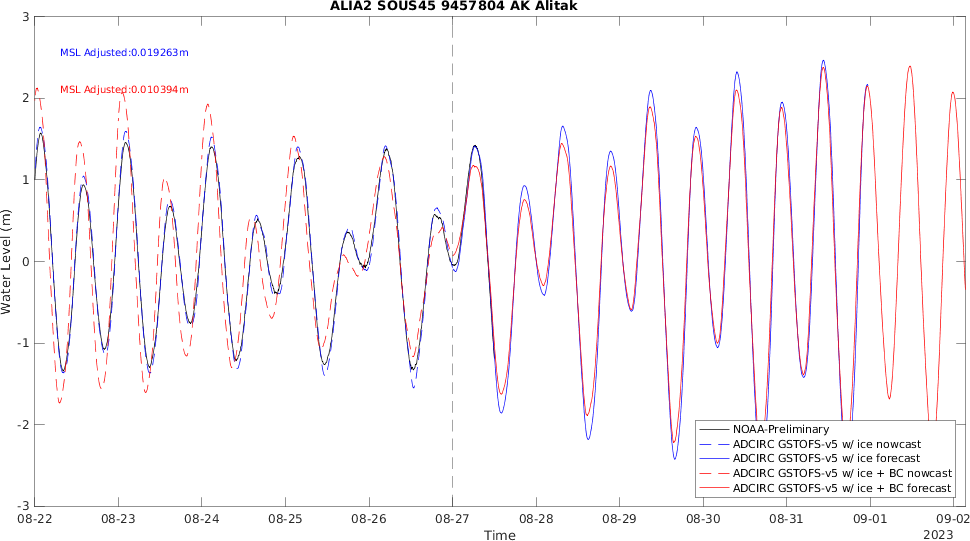 ALIA2 SOUS45 9457804 AK Alitak
MSL Adjusted:0.019263m
MSL Adjusted:0.010394m
Water Level (m)
3
2
1
0
-1
-2
-3
NOAA-Preliminary
ADCIRC GSTOFS-v5 w/ ice nowcast
ADCIRC GSTOFS-v5 w/ ice forecast
ADCIRC GSTOFS-v5 w/ ice + BC nowcast
ADCIRC GSTOFS-v5 w/ ice + BC forecast
08-22 08-23 08-24 08-25 08-26 08-27 08-28 08-29 08-30 08-31 09-01 09-02
Time
2023